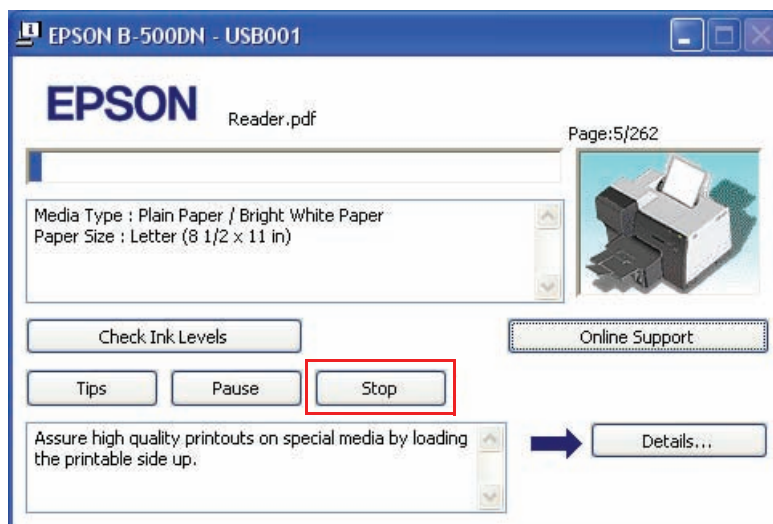 EPSON B-500DN - USB001
EPSON
Reader.pdf
Page:5/262
Media Type : Plain Paper / Bright White Paper
Paper Size : Letter (8 1/2 x 11 in)
Check Ink Levels
Online Support
Tips
Pause
Stop
Assure high quality printouts on special media by loading
the printable side up.
Details...